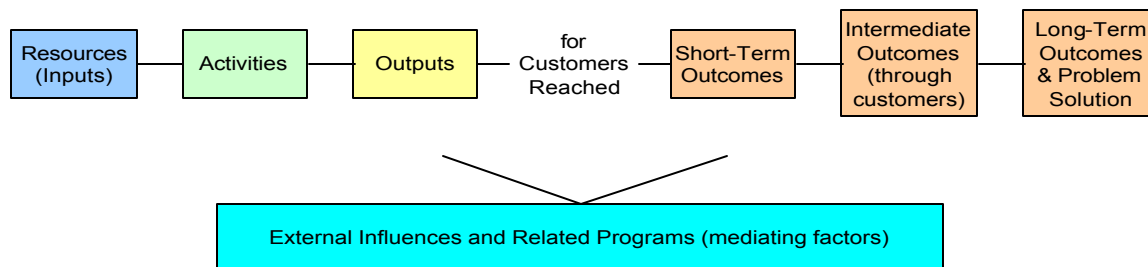 Resources
(Inputs)
Activities
Outputs
for
Customers
Reached
Short-Term
Outcomes
Intermediate
Outcomes
(through
customers)
Long-Term
Outcomes
& Problem
Solution
External Influences and Related Programs (mediating factors)